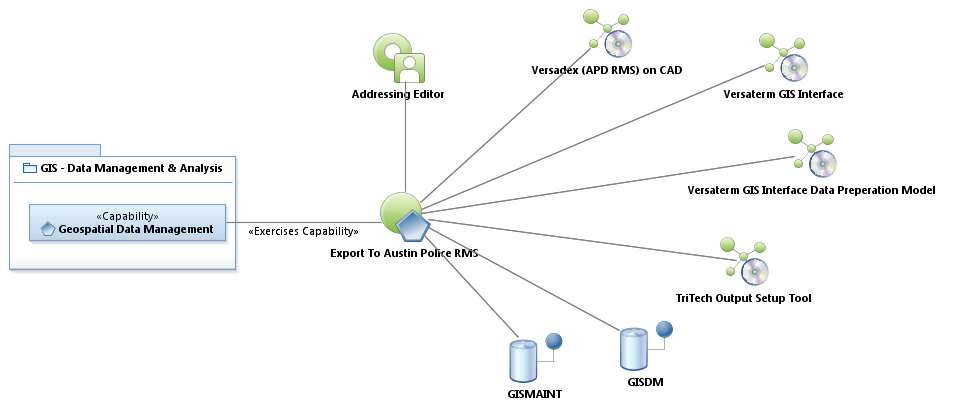 Versadex (APD RMS) on CAD
Addressing Editor
Versaterm GIS Interface
GIS - Data Management & Analysis
Versaterm GIS Interface Data Preperation Model
«Capability»
Geospatial Data Management
«Exercises Capability»
Export To Austin Police RMS
TriTech Output Setup Tool
GISDM
GISMAINT